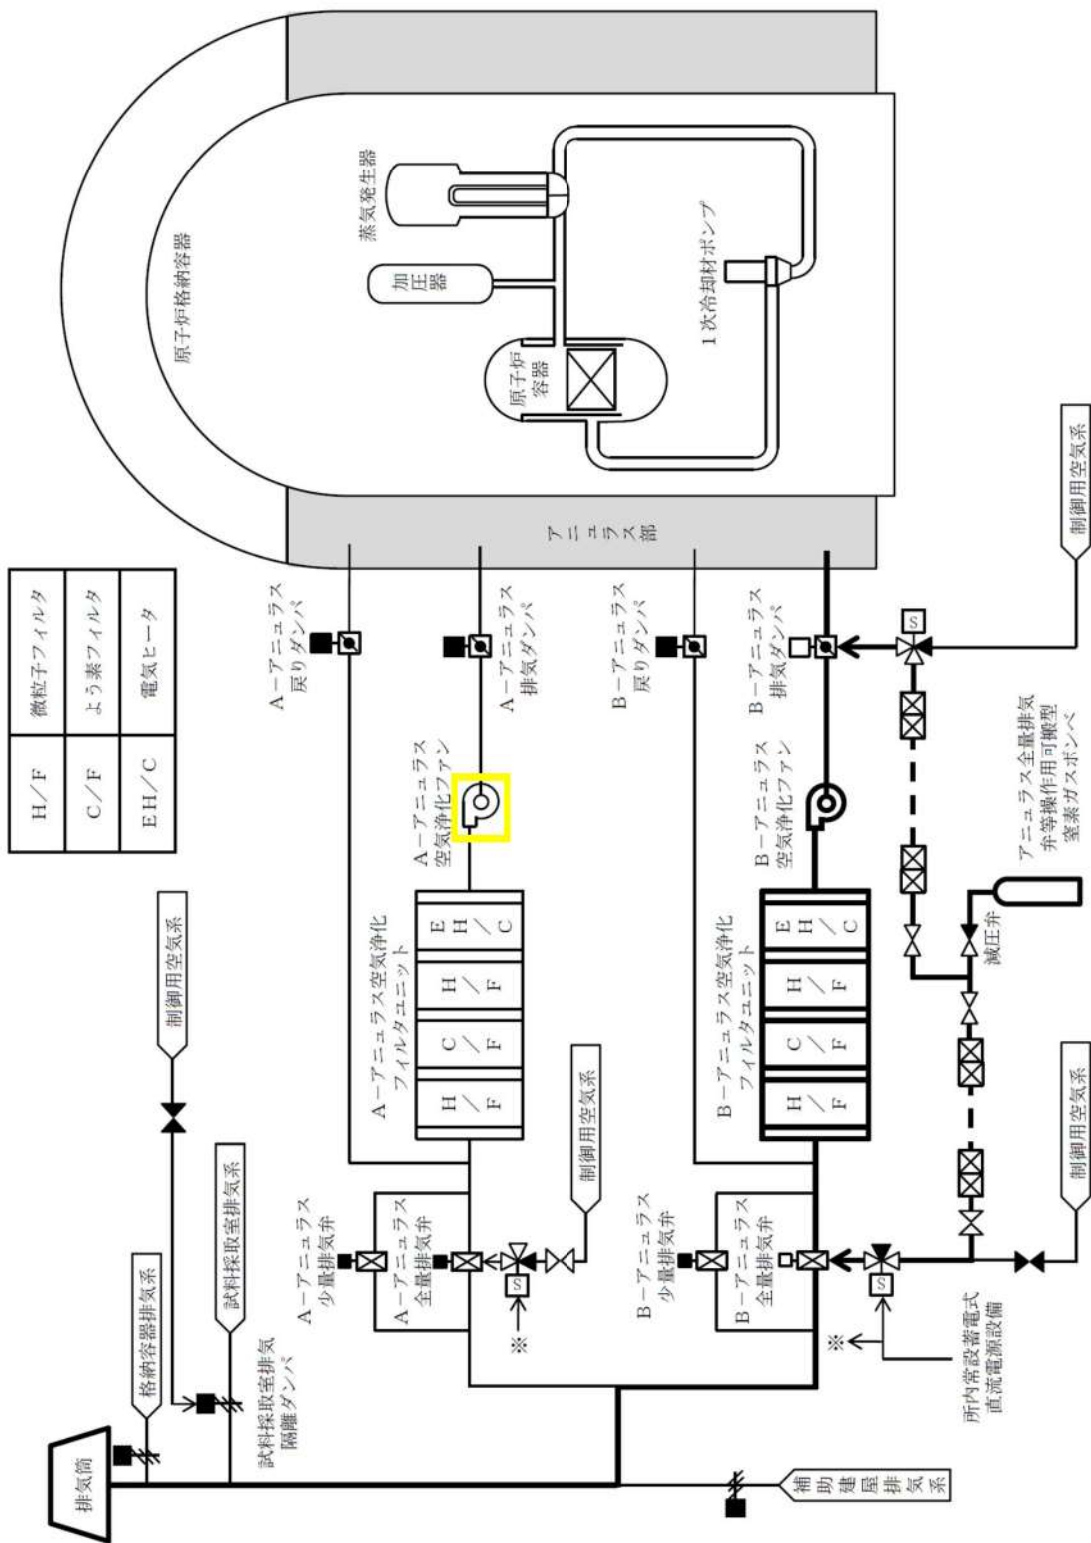 原子炉格納容器
蒸気発生器
加圧器
原子炉
容器
1次冷却材ポンプ
アニュラス部
H/F
微粒子フィルタ
C/F
よう素フィルタ
EH/C
電気ヒータ
A-アニュラス
戻りダンパ
A-アニュラス
排気ダンパ
B-アニュラス
戻りダンパ
B-アニュラス
排気ダンパ
A-アニュラス
空気浄化ファン
B-アニュラス
空気浄化ファン
S
制御用空気系
アニュラス全量排気
弁等操作用可搬型
窒素ガスボンベ
減圧弁
A-アニュラス空気浄化
フィルタユニット
H/F
C/F
H/F
EH/C
B-アニュラス空気浄化
フィルタユニット
H/F
C/F
H/F
EH/C
制御用空気系
試料採取室排気系
格納容器排気系
試料採取室排気
隔離ダンパ
排気筒
A-アニュラス
少量排気弁
A-アニュラス
全量排気弁
S
※
制御用空気系
B-アニュラス
少量排気弁
B-アニュラス
全量排気弁
S
※
制御用空気系
所内常設蓄電式
直流電源設備
補助建屋排気系